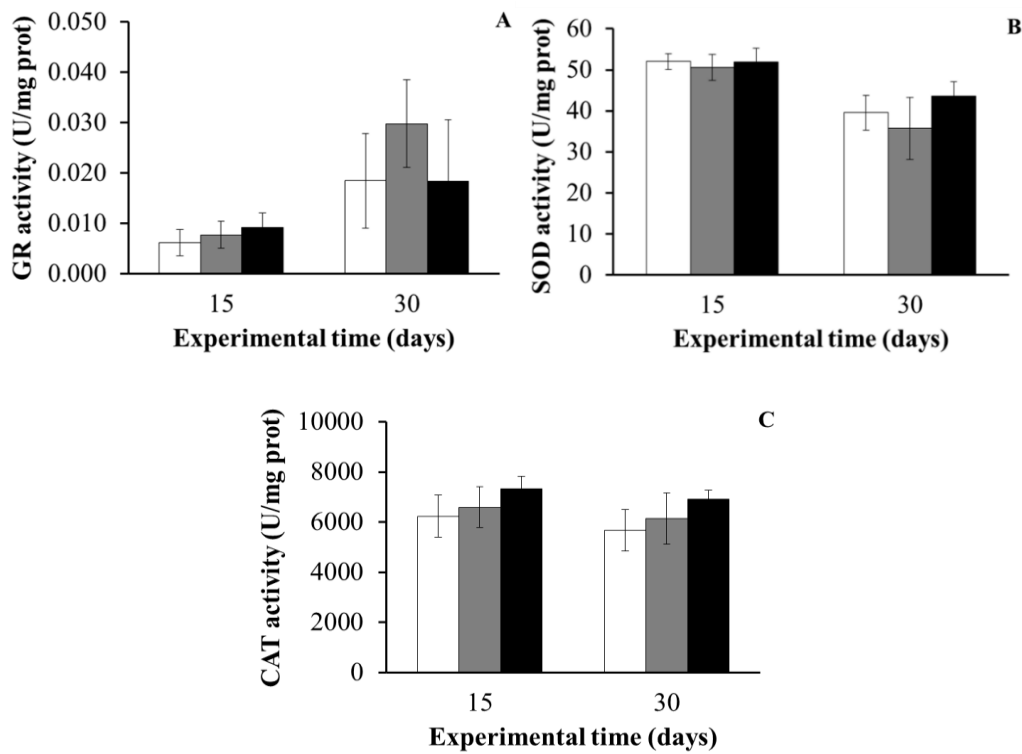 A
GR activity (U/mg prot)
0.050
0.040
0.030
0.020
0.010
0.000
15
30
Experimental time (days)
B
SOD activity (U/mg prot)
60
50
40
30
20
10
0
15
30
Experimental time (days)
C
CAT activity (U/mg prot)
10000
8000
6000
4000
2000
0
15
30
Experimental time (days)